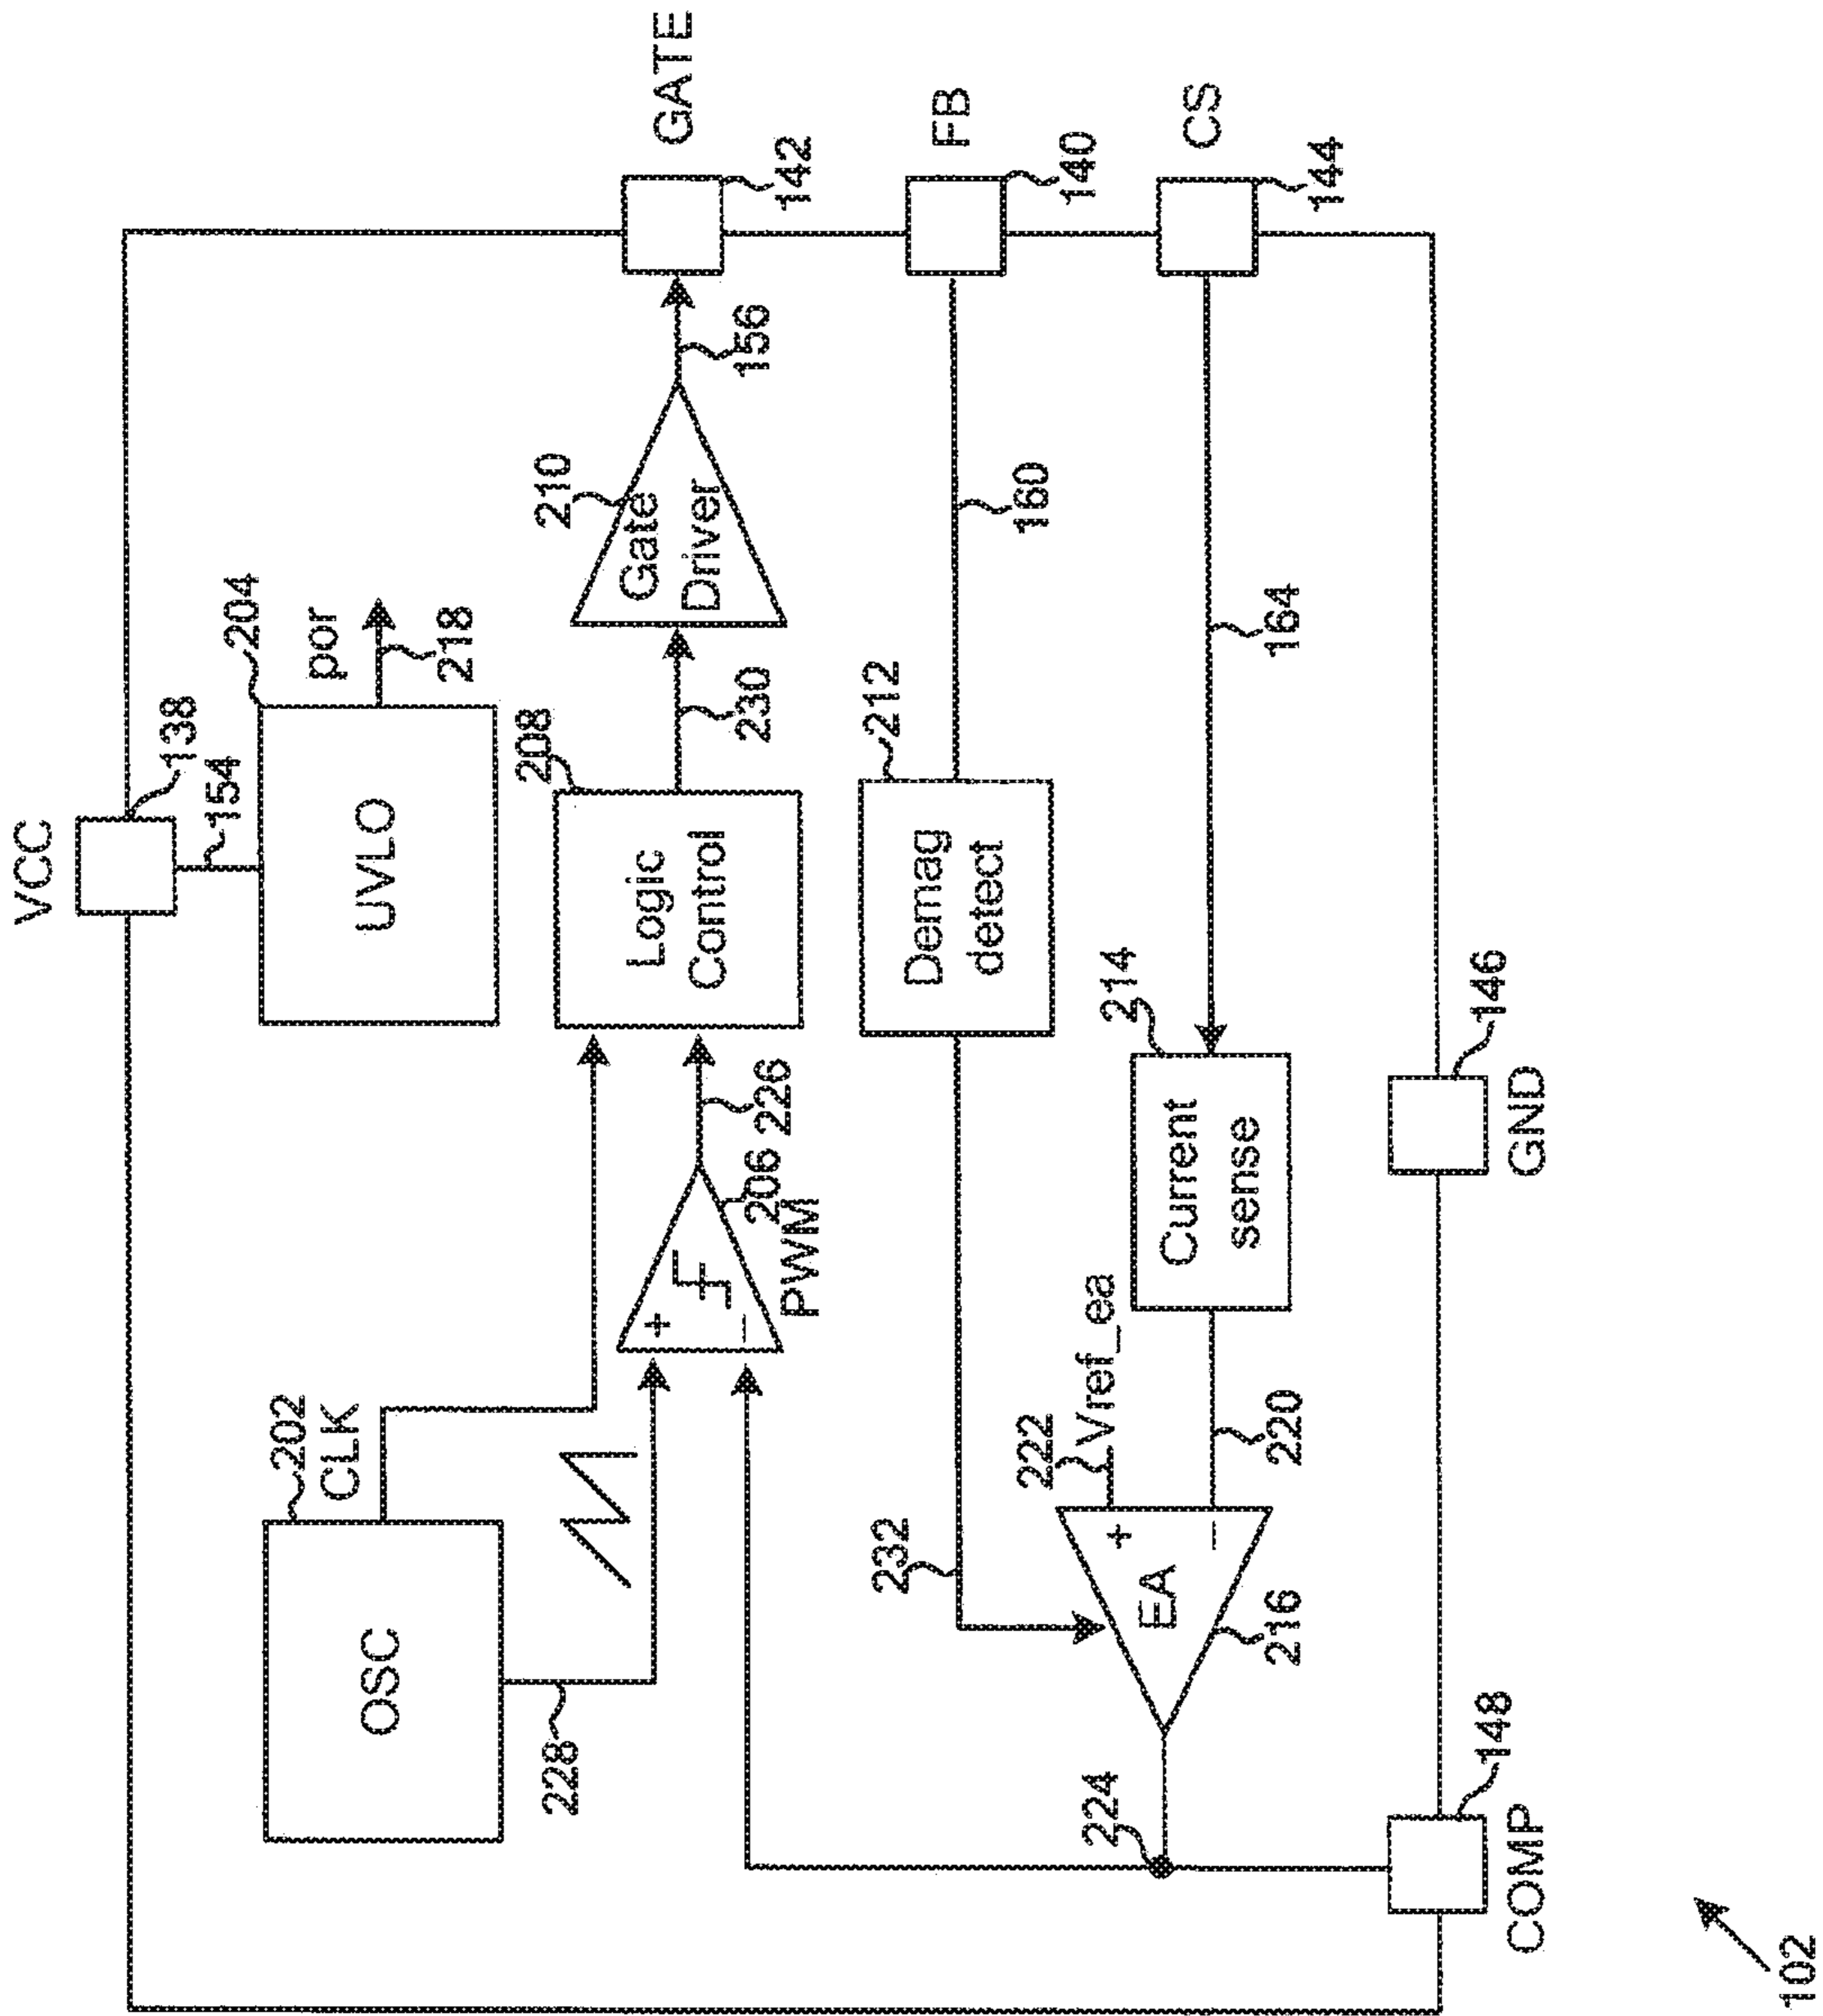 VCC
138
154
204
UVLO
por
218
202
OSC
CLK
228
206
PWM
+
−
226
208
Logic
Control
230
210
Gate
Driver
156
GATE
142
212
Demag
detect
160
FB
140
232
222
Vref_ea
EA
+
−
216
220
214
Current
sense
164
CS
144
224
148
COMP
146
GND
102